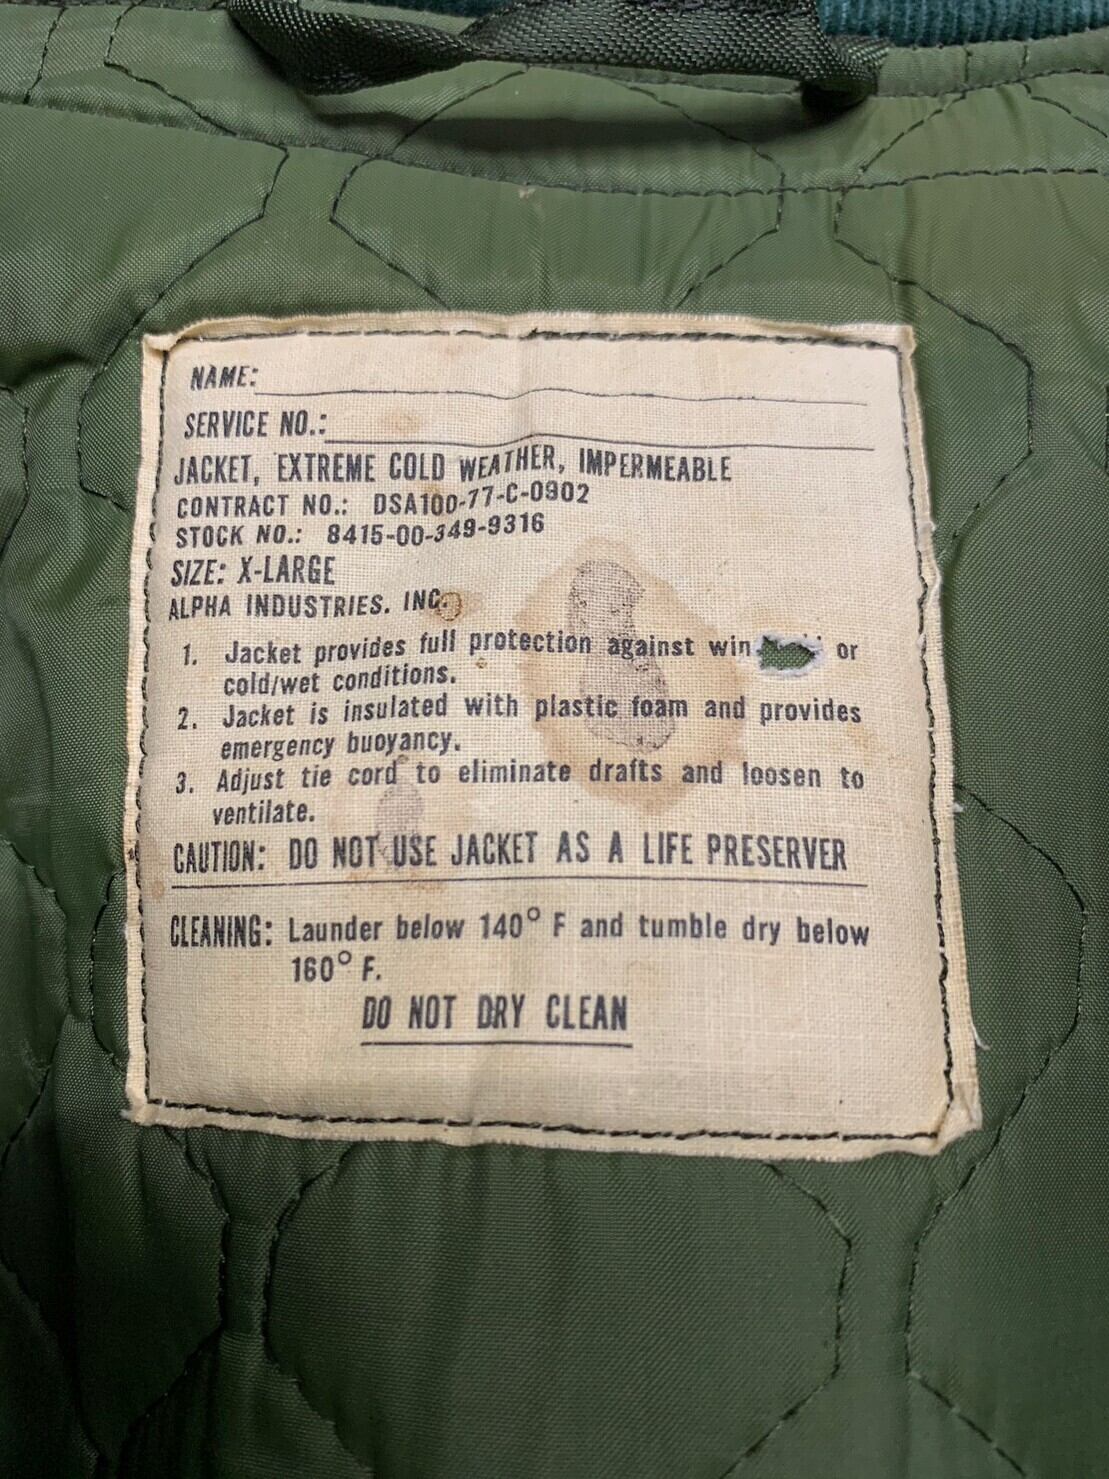 NAME:
SERVICE NO.:
JACKET, EXTREME COLD WEATHER, IMPERMEABLE
CONTRACT NO.: DSA100-77-C-0902
STOCK NO.: 8415-00-349-9316
SIZE: X-LARGE
ALPHA INDUSTRIES. INC.
1. Jacket provides full protection against win or
cold/wet conditions.
2. Jacket is insulated with plastic foam and provides
emergency buoyancy.
3. Adjust tie cord to eliminate drafts and loosen to
ventilate.
CAUTION: DO NOT USE JACKET AS A LIFE PRESERVER
CLEANING: Launder below 140° F and tumble dry below
160° F.
DO NOT DRY CLEAN